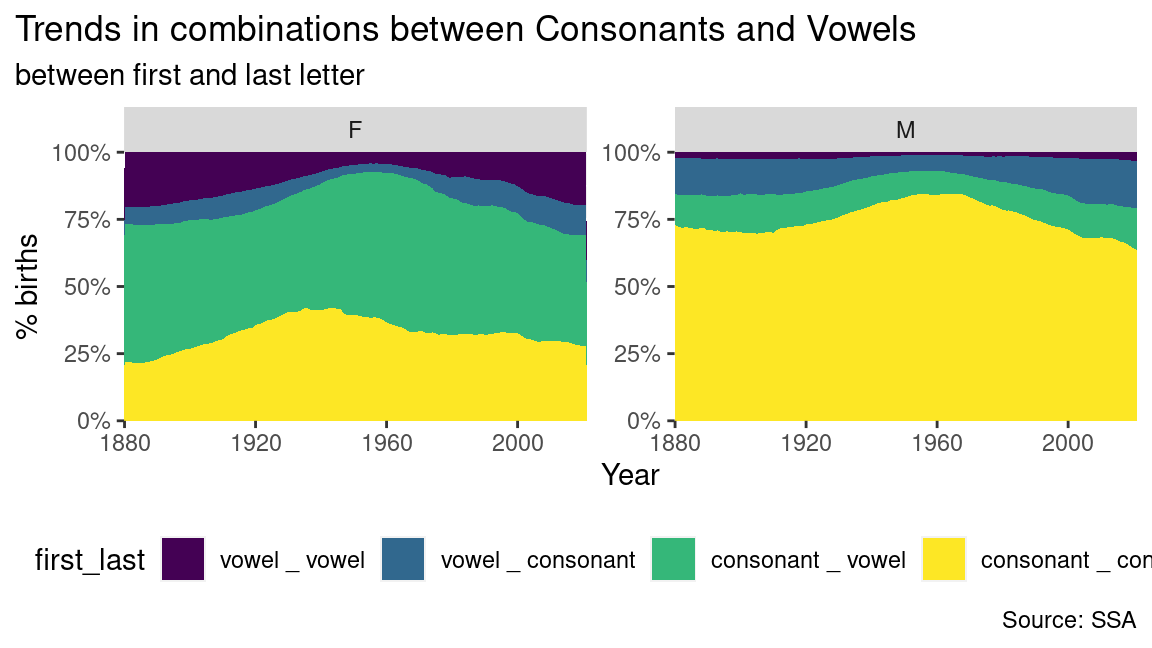 Trends in combinations between Consonants and Vowels
between first and last letter
F
M
% births
100%
75%
50%
25%
0%
100%
75%
50%
25%
0%
1880 1920 1960 2000
1880 1920 1960 2000
Year
first_last vowel _ vowel vowel _ consonant consonant _ vowel consonant _ con
Source: SSA